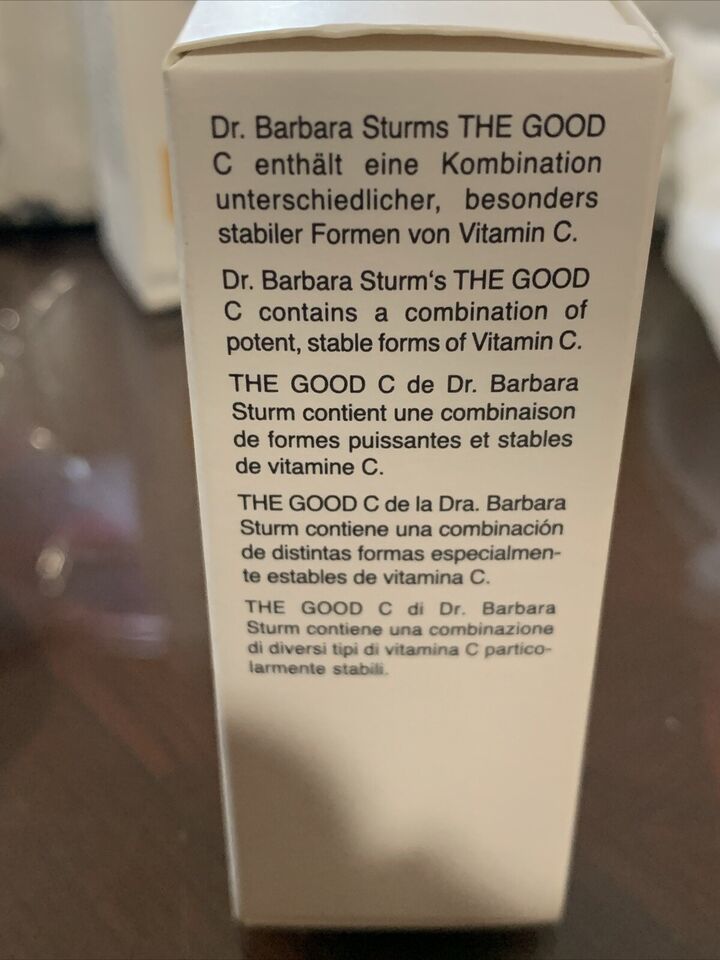 Dr. Barbara Sturms THE GOOD
C enthält eine Kombination
unterschiedlicher, besonders
stabiler Formen von Vitamin C.
Dr. Barbara Sturm‘s THE GOOD
C contains a combination of
potent, stable forms of Vitamin C.
THE GOOD C de Dr. Barbara
Sturm contient une combinaison
de formes puissantes et stables
de vitamine C.
THE GOOD C de la Dra. Barbara
Sturm contiene una combinación
de distintas formas especialmen-
te estables de vitamina C.
THE GOOD C di Dr. Barbara
Sturm contiene una combinazione
di diversi tipi di vitamina C partico-
larmente stabili.